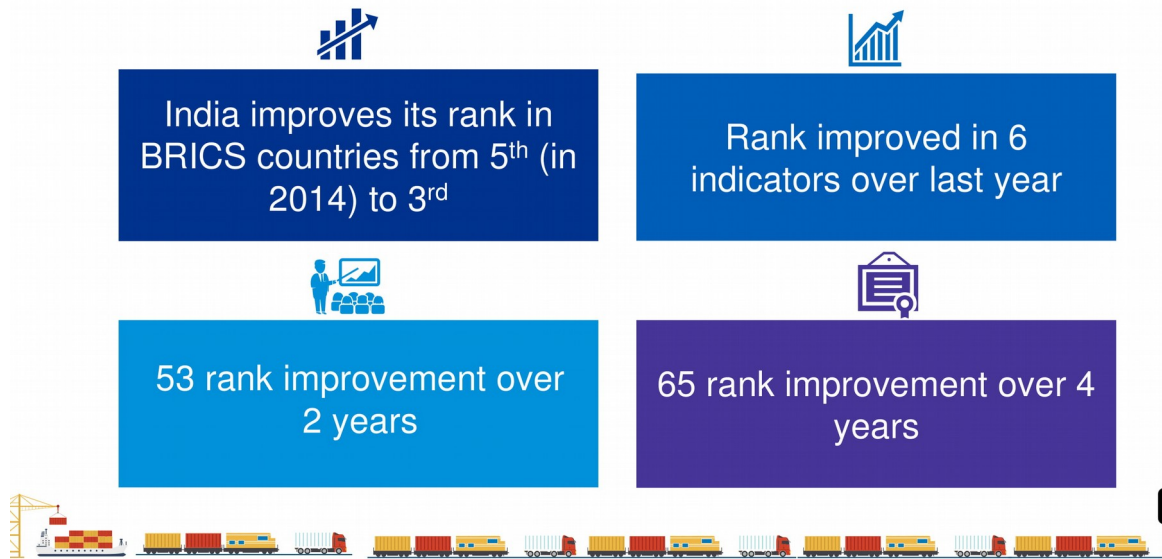 India improves its rank in
BRICS countries from 5th (in
2014) to 3rd
Rank improved in 6
indicators over last year
53 rank improvement over
2 years
65 rank improvement over 4
years